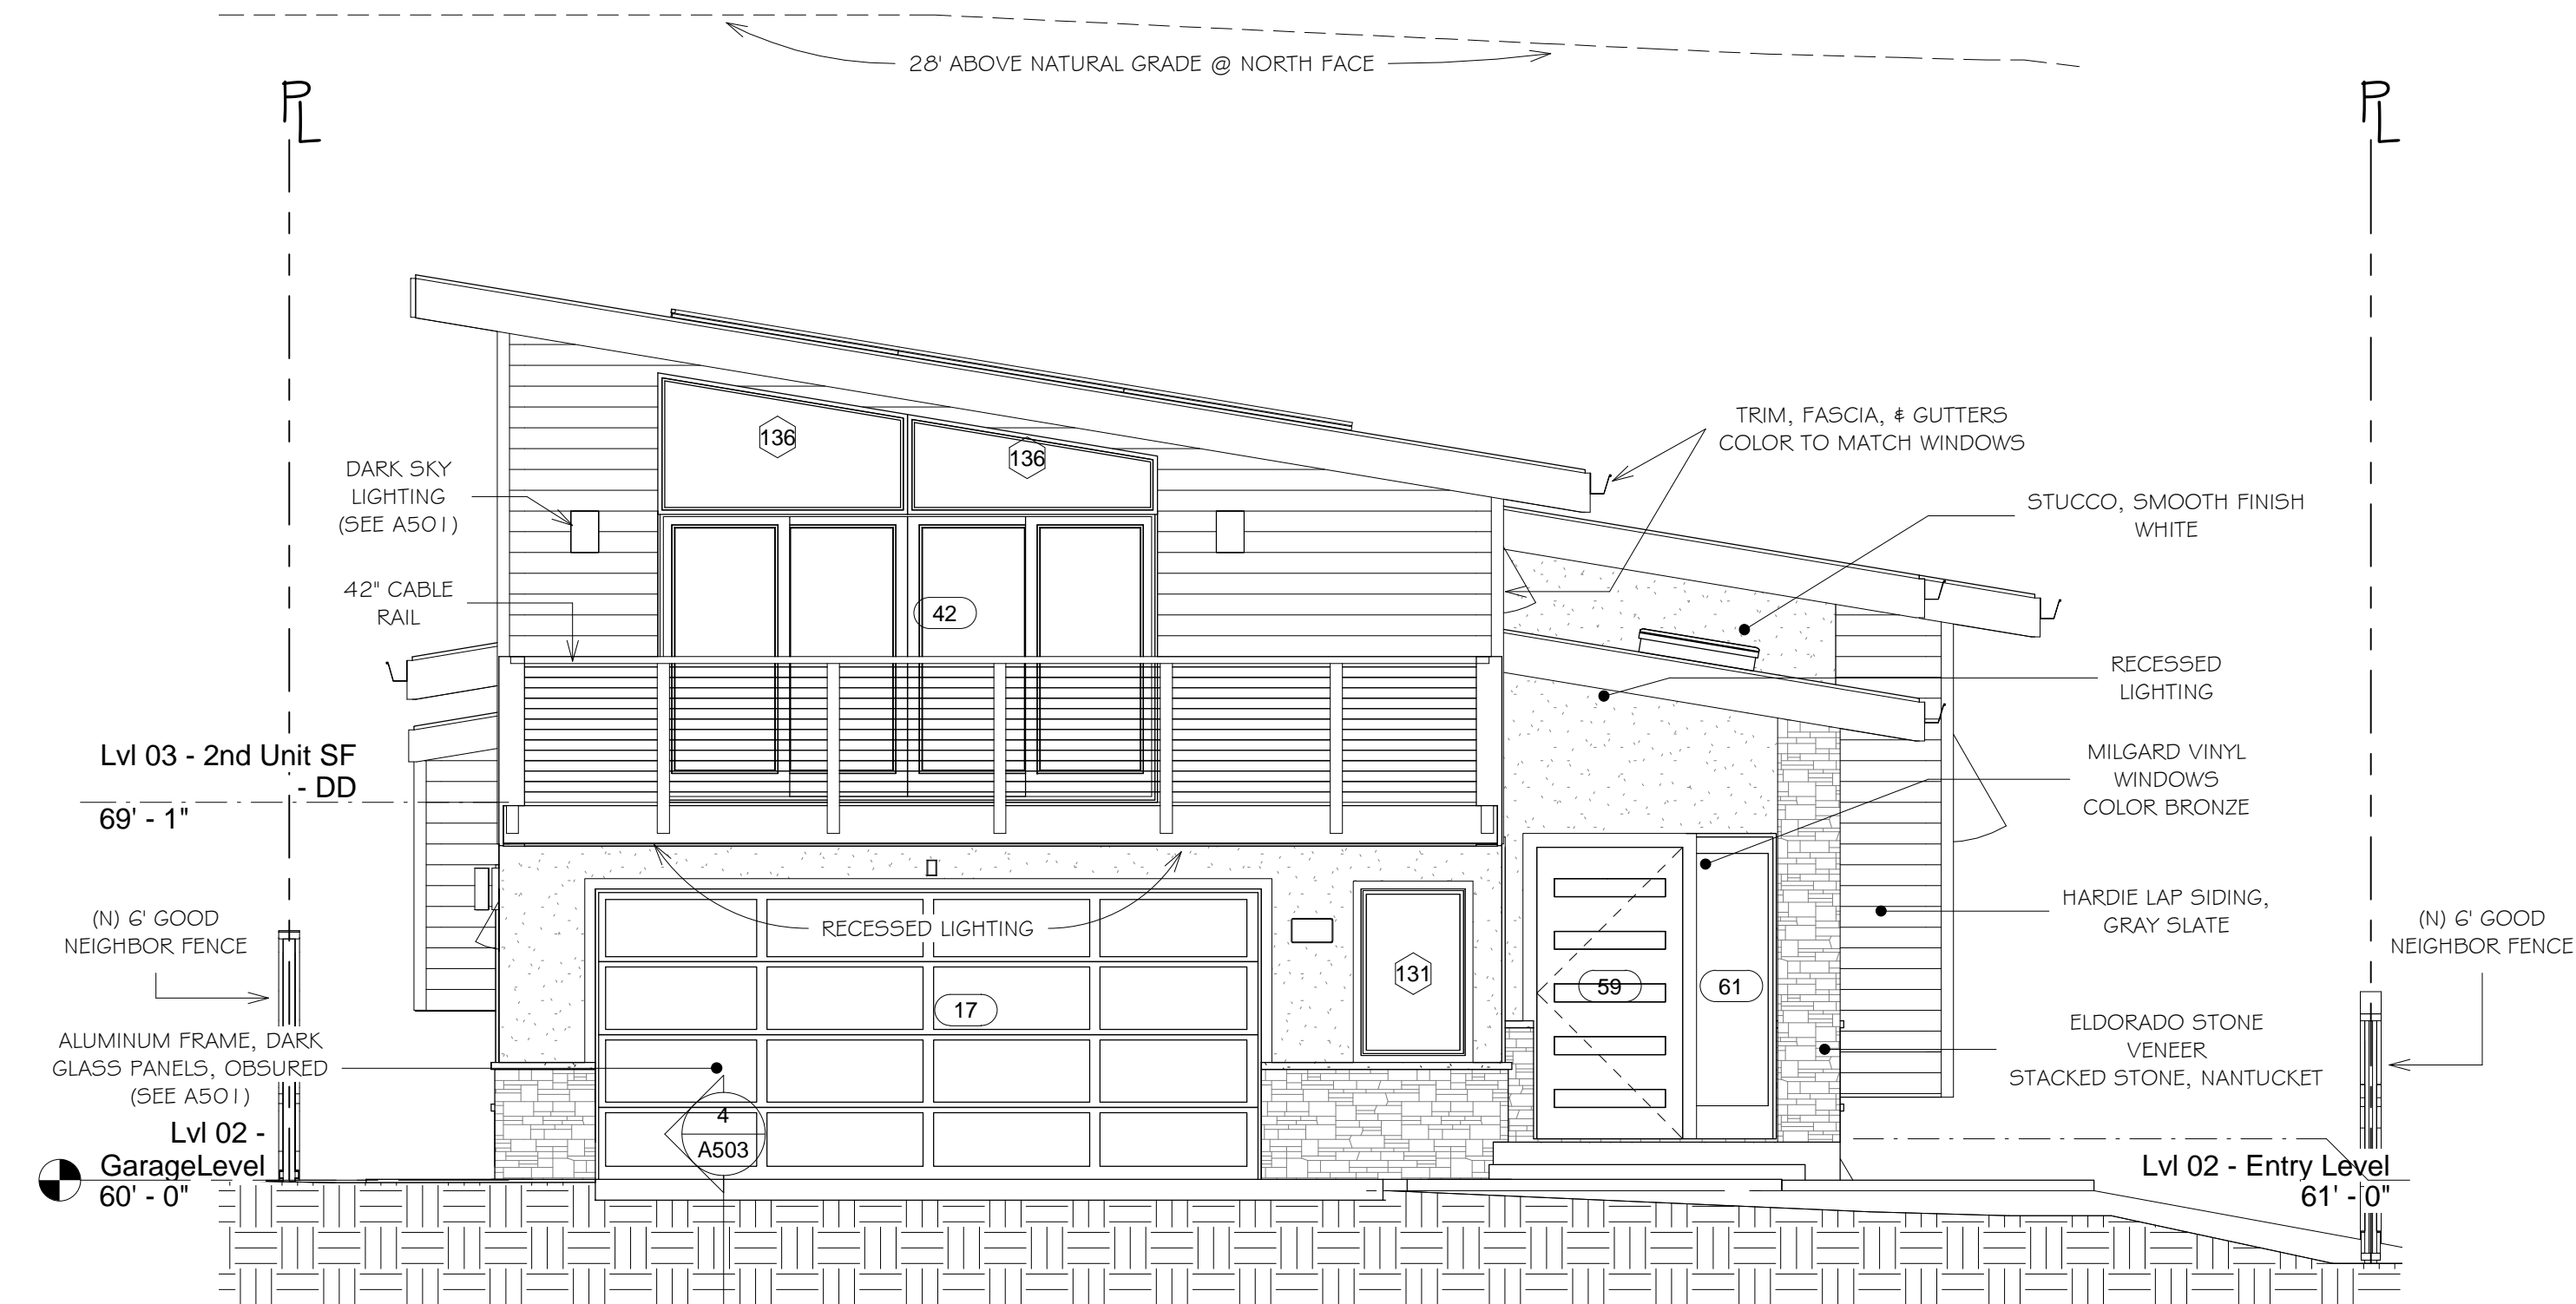 28' ABOVE NATURAL GRADE @ NORTH FACE
PL
PL
136
136
TRIM, FASCIA, & GUTTERS
COLOR TO MATCH WINDOWS
DARK SKY
LIGHTING
(SEE A501)
STUCCO, SMOOTH FINISH
WHITE
42" CABLE
RAIL
42
RECESSED
LIGHTING
Lvl 03 - 2nd Unit SF
- DD
69' - 1"
MILGARD VINYL
WINDOWS
COLOR BRONZE
(N) 6' GOOD
NEIGHBOR FENCE
RECESSED LIGHTING
HARDIE LAP SIDING,
GRAY SLATE
(N) 6' GOOD
NEIGHBOR FENCE
131
59
61
17
ALUMINUM FRAME, DARK
GLASS PANELS, OBSURED
(SEE A501)
ELDORADO STONE
VENEER
STACKED STONE, NANTUCKET
4
A503
Lvl 02 -
GarageLevel
60' - 0"
Lvl 02 - Entry Level
61' - 0"